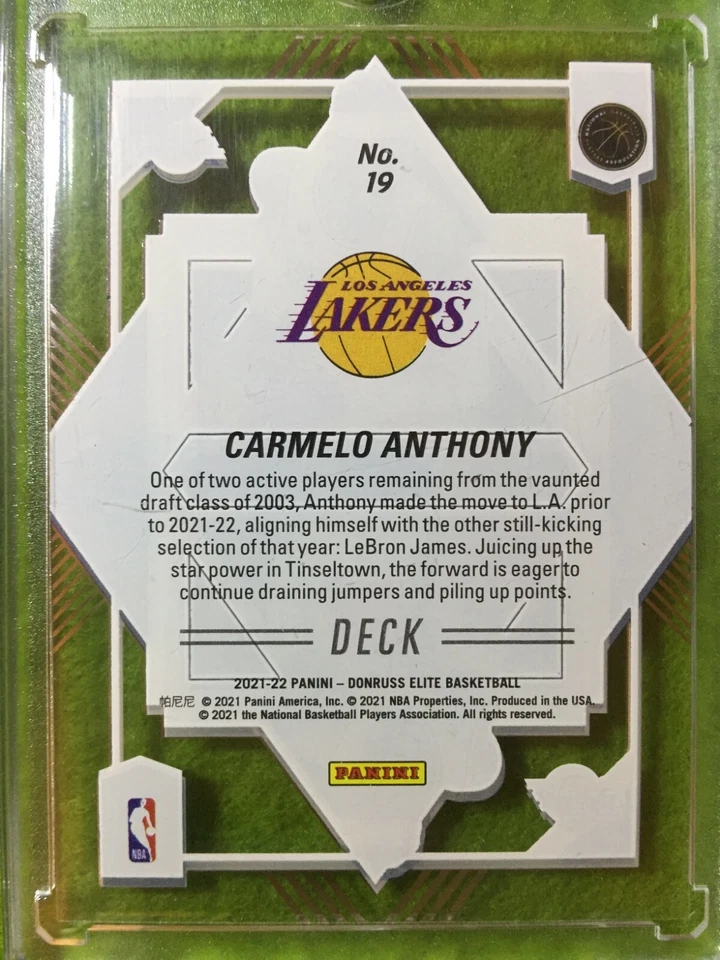 No.
19
LOS ANGELES
LAKERS
CARMELO ANTHONY
One of two active players remaining from the vaunted
draft class of 2003, Anthony made the move to L.A. prior
to 2021-22, aligning himself with the other still-kicking
selection of that year: LeBron James. Juicing up the
star power in Tinseltown, the forward is eager to
continue draining jumpers and piling up points.
DECK
2021-22 PANINI – DONRUSS ELITE BASKETBALL
帕尼尼 © 2021 Panini America, Inc. © 2021 NBA Properties, Inc. Produced in the USA.
© 2021 the National Basketball Players Association. All rights reserved.
PANINI
NBA